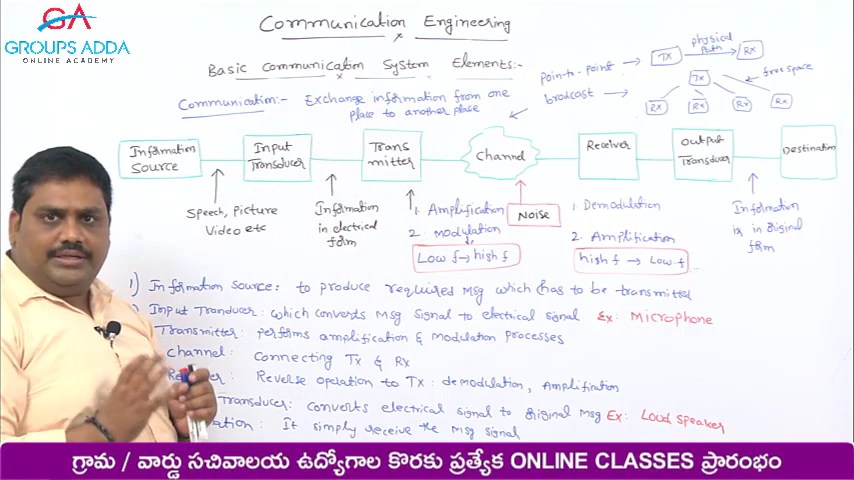 GA
GROUPS ADDA
ONLINE ACADEMY
Communication Engineering
Basic communication System Elements:-
Communication:- Exchange information from one
place to another place
point-to-point → Tx physical path Rx
brodcast → Tx free space
Rx Rx Rx Rx
Information Source
Input Transducer
Trans mitter
Channel
Receiver
Output Transducer
Destination
Speech, Picture
Video etc
Information
in electrical
form
1. Amplification
2. Modulation
Low f → high f
Noise
1. Demodulation
2. Amplification
high f → Low f
Information
is in original
form
1) Information Source: to produce required Msg which has to be transmitted
Input Tranducer: which converts Msg signal to electrical signal Ex: Microphone
Transmitter: performs amplification & Modulation processes
channel: connecting Tx & Rx
Reverse operation to Tx: demodulation, Amplification
Transducer: converts electrical signal to original Msg Ex: Loud speaker
It simply receive the Msg signal
గ్రామ / వార్డు సచివాలయ ఉద్యోగాల కొరకు ప్రత్యేక ONLINE CLASSES ప్రారంభం